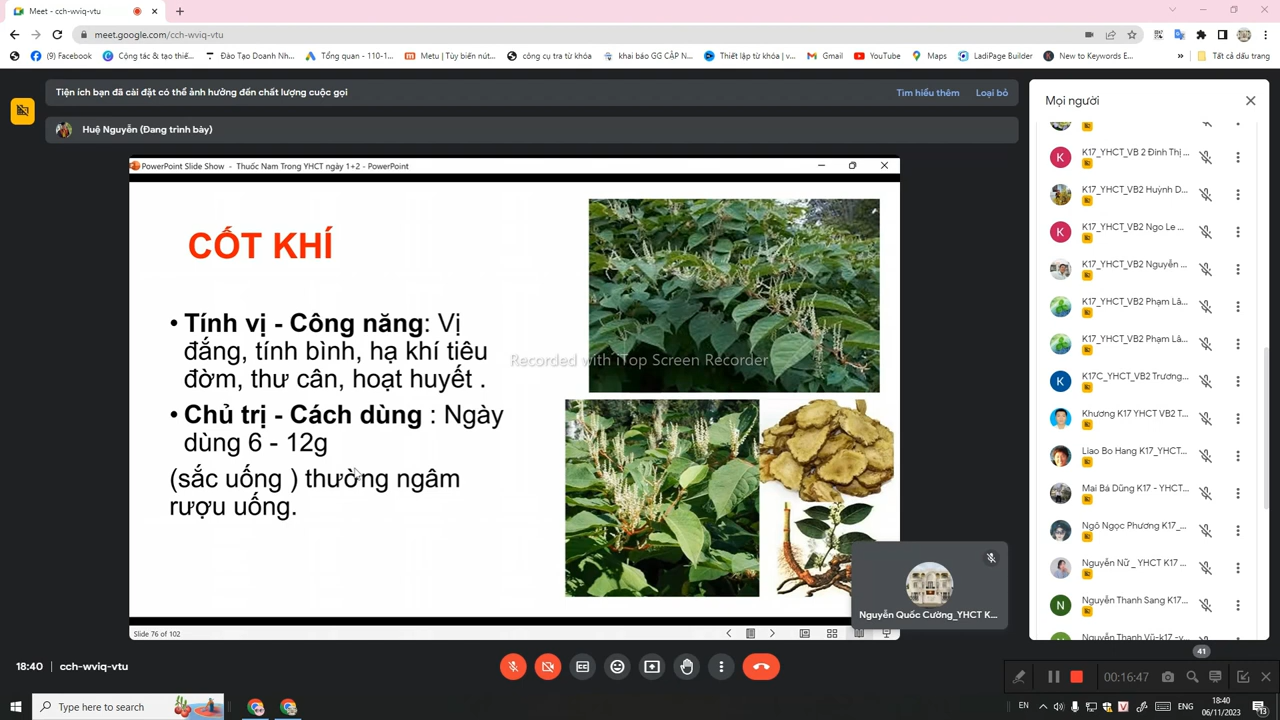 Meet - cch-wviq-vtu
meet.google.com/cch-wviq-vtu
(3) Facebook
Công tác & tạo thiế...
Đào Tạo Doanh Nh...
Tổng quan - 110-1...
Metu | Tùy biến nút...
công cụ tra từ khóa
khai báo GG CẶP N...
Thiết lập từ khóa | v...
Gmail
YouTube
Maps
LadiPage Builder
New to Keywords E...
»
Tất cả dấu trang
Tiện ích bạn đã cài đặt có thể ảnh hưởng đến chất lượng cuộc gọi
Tìm hiểu thêm
Loại bỏ
Huệ Nguyễn (Đang trình bày)
PowerPoint Slide Show - Thuốc Nam Trong YHCT ngày 1+2 - PowerPoint
CỐT KHÍ
• Tính vị - Công năng: Vị
đắng, tính bình, hạ khí tiêu
đờm, thư cân, hoạt huyết .
• Chủ trị - Cách dùng : Ngày
dùng 6 - 12g
(sắc uống ) thường ngâm
rượu uống.
Recorded with iTop Screen Recorder
Nguyễn Quốc Cường_YHCT K...
Slide 76 of 102
Mọi người
K
K17_YHCT_VB 2 Đinh Thị ...
K17_YHCT_VB2 Huỳnh D...
K
K17_YHCT_VB2 Ngo Le ...
K17_YHCT_VB2 Nguyễn ...
K17_YHCT_VB2 Phạm Lâ...
K17_YHCT_VB2 Phạm Lâ...
K
K17C_YHCT_VB2 Trương...
Khương K17 YHCT VB2 T...
Liao Bo Hang K17_YHCT...
Mai Bá Dũng K17 - YHCT...
Ngô Ngọc Phương K17_...
Nguyễn Nữ _ YHCT K17 ...
N
Nguyễn Thanh Sang K17...
N
Nguyễn Thanh Vũ-k17 -y...
41
18:40
cch-wviq-vtu
00:16:47
Type here to search
EN
V
ENG
18:40
06/11/2023
13